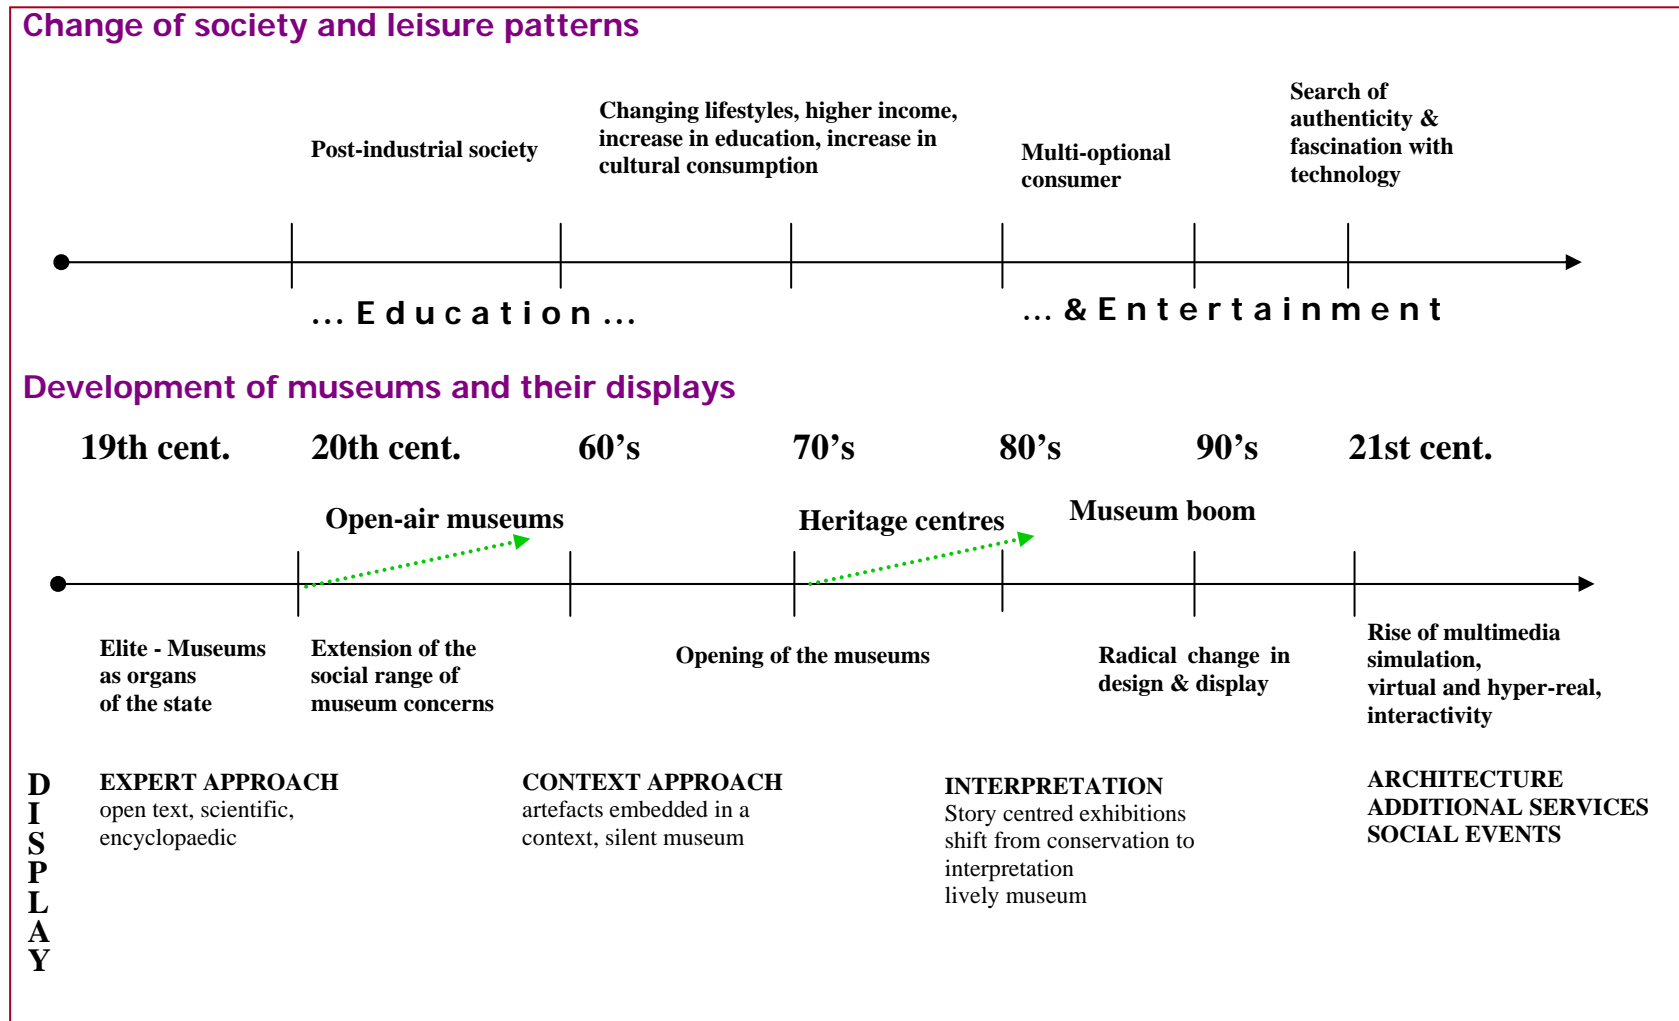 Change of society and leisure patterns
Post-industrial society
Changing lifestyles, higher income,
increase in education, increase in
cultural consumption
Multi-optional
consumer
Search of
authenticity &
fascination with
technology
... Education ...
... & Entertainment
Development of museums and their displays
19th cent.
20th cent.
60’s
70’s
80’s
90’s
21st cent.
Open-air museums
Heritage centres
Museum boom
Elite - Museums
as organs
of the state
Extension of the
social range of
museum concerns
Opening of the museums
Radical change in
design & display
Rise of multimedia
simulation,
virtual and hyper-real,
interactivity
DISPLAY
EXPERT APPROACH
open text, scientific,
encyclopaedic
CONTEXT APPROACH
artefacts embedded in a
context, silent museum
INTERPRETATION
Story centred exhibitions
shift from conservation to
interpretation
lively museum
ARCHITECTURE
ADDITIONAL SERVICES
SOCIAL EVENTS